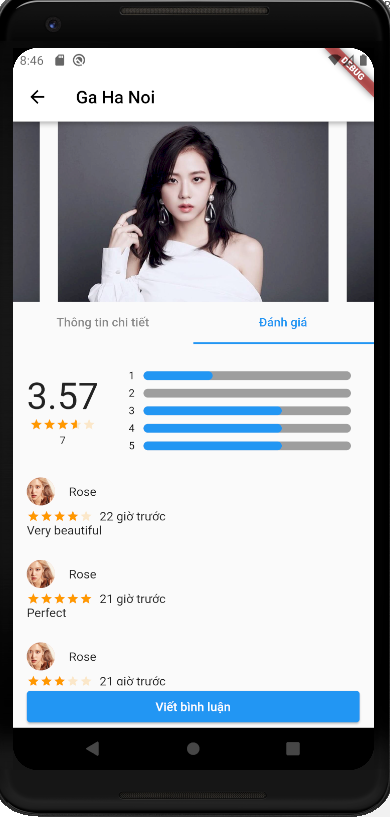 8:46
DEBUG
Ga Ha Noi
Thông tin chi tiết
Đánh giá
3.57
7
1
2
3
4
5
Rose
22 giờ trước
Very beautiful
Rose
21 giờ trước
Perfect
Rose
21 giờ trước
Viết bình luận